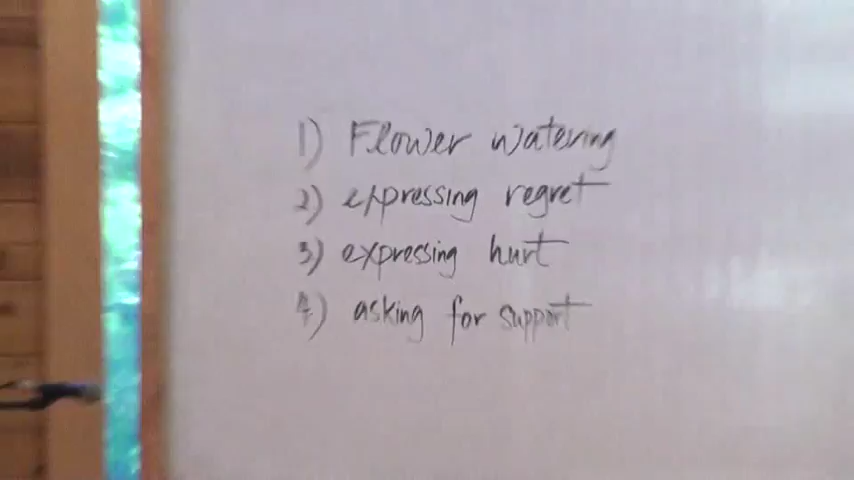 1) Flower watering
2) expressing regret
3) expressing hurt
4) asking for support